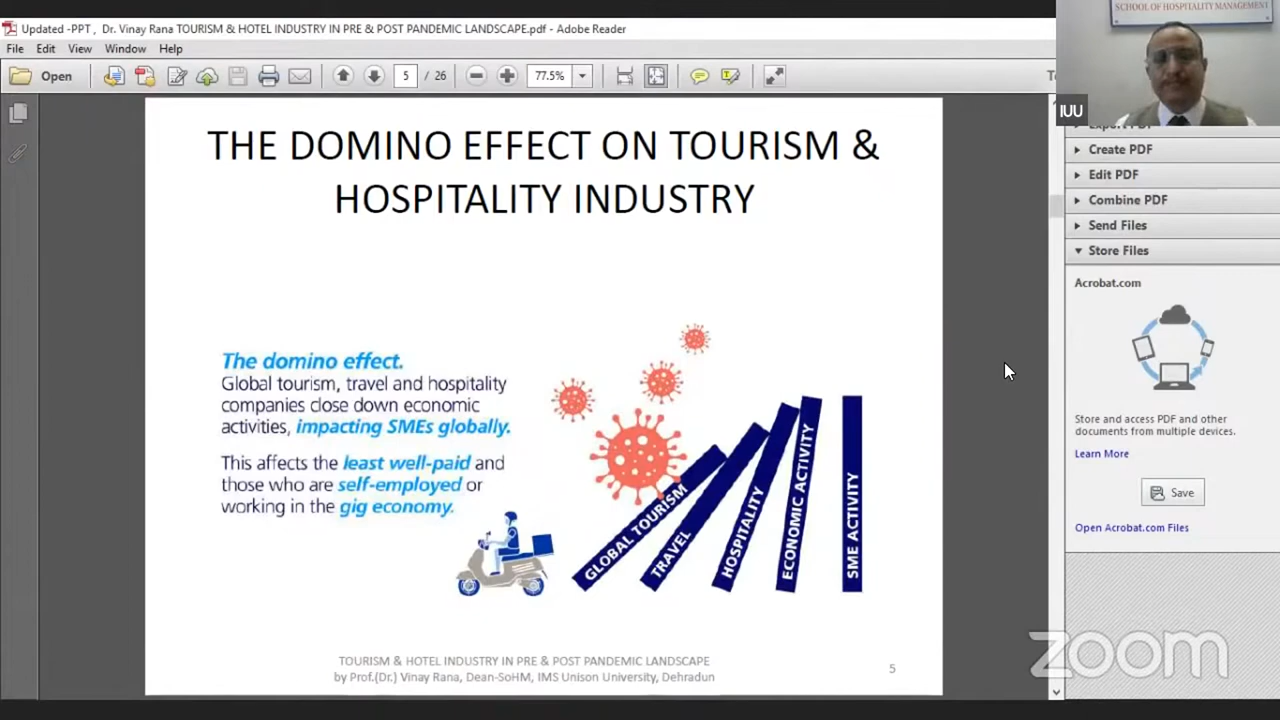 Updated -PPT , Dr. Vinay Rana TOURISM & HOTEL INDUSTRY IN PRE & POST PANDEMIC LANDSCAPE.pdf - Adobe Reader
SCHOOL OF HOSPITALITY MANAGEMENT
File Edit View Window Help
Open
5 / 26
77.5%
IUU
Create PDF
Edit PDF
Combine PDF
Send Files
Store Files
Acrobat.com
Store and access PDF and other
documents from multiple devices.
Learn More
Save
Open Acrobat.com Files
THE DOMINO EFFECT ON TOURISM &
HOSPITALITY INDUSTRY
The domino effect.
Global tourism, travel and hospitality
companies close down economic
activities, impacting SMEs globally.
This affects the least well-paid and
those who are self-employed or
working in the gig economy.
GLOBAL TOURISM
TRAVEL
HOSPITALITY
ECONOMIC ACTIVITY
SME ACTIVITY
TOURISM & HOTEL INDUSTRY IN PRE & POST PANDEMIC LANDSCAPE
by Prof.(Dr.) Vinay Rana, Dean-SoHM, IMS Unison University, Dehradun
5
zoom